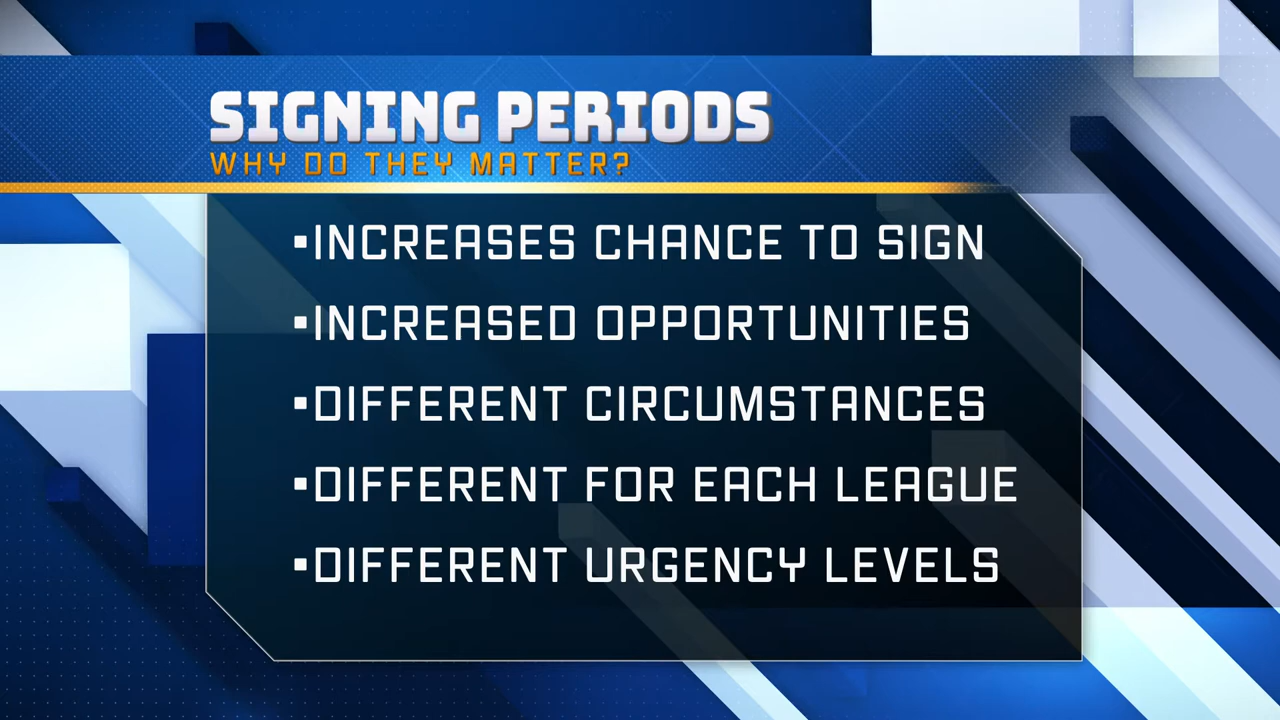 SIGNING PERIODS
WHY DO THEY MATTER?
▪INCREASES CHANCE TO SIGN
▪INCREASED OPPORTUNITIES
▪DIFFERENT CIRCUMSTANCES
▪DIFFERENT FOR EACH LEAGUE
▪DIFFERENT URGENCY LEVELS